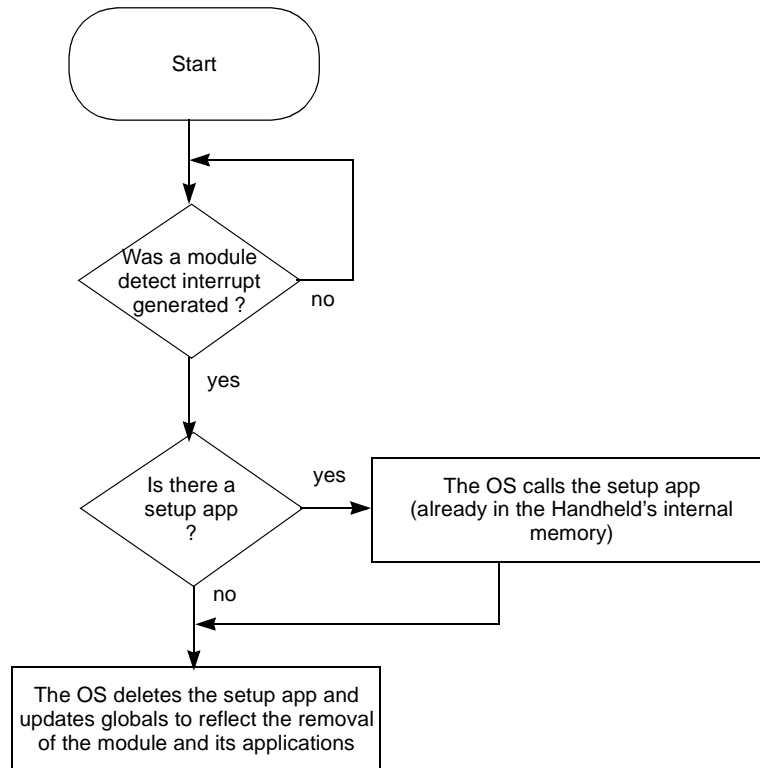 Start
Was a module
detect interrupt
generated ?
no
yes
Is there a
setup app
?
yes
The OS calls the setup app
(already in the Handheld's internal
memory)
no
The OS deletes the setup app and
updates globals to reflect the removal
of the module and its applications